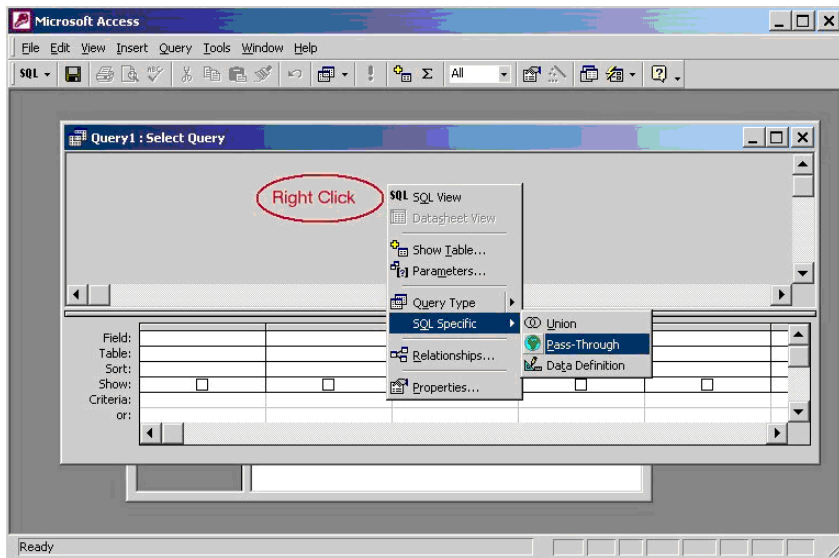 Microsoft Access
File Edit View Insert Query Tools Window Help
SQL All
Query1 : Select Query
Right Click
SQL SQL View
Datasheet View
Show Table...
Parameters...
Query Type
SQL Specific
Union
Pass-Through
Data Definition
Relationships...
Properties...
Field:
Table:
Sort:
Show:
Criteria:
or:
Ready